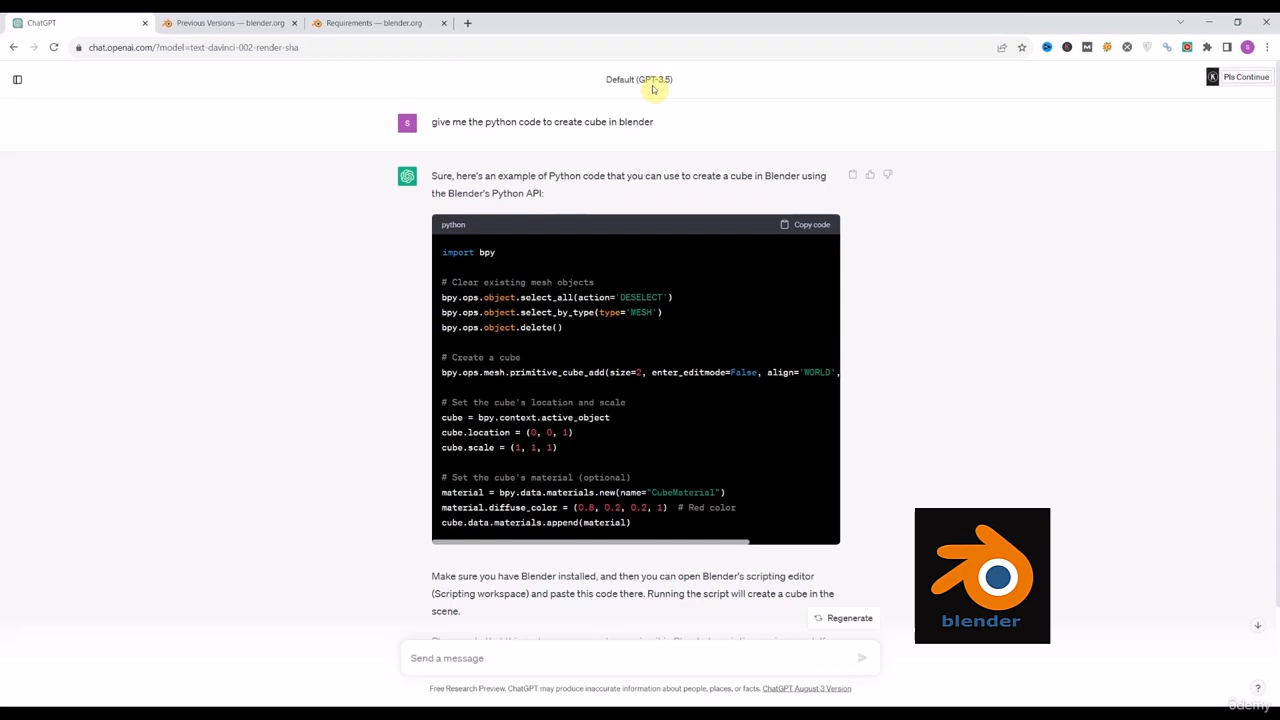 ChatGPT
Previous Versions — blender.org
Requirements — blender.org
chat.openai.com/?model=text-davinci-002-render-sha
S
Default (GPT-3.5)
K
Pls Continue
S
give me the python code to create cube in blender
Sure, here's an example of Python code that you can use to create a cube in Blender using
the Blender's Python API:
python
Copy code
import bpy
# Clear existing mesh objects
bpy.ops.object.select_all(action='DESELECT')
bpy.ops.object.select_by_type(type='MESH')
bpy.ops.object.delete()
# Create a cube
bpy.ops.mesh.primitive_cube_add(size=2, enter_editmode=False, align='WORLD',
# Set the cube's location and scale
cube = bpy.context.active_object
cube.location = (0, 0, 1)
cube.scale = (1, 1, 1)
# Set the cube's material (optional)
material = bpy.data.materials.new(name="CubeMaterial")
material.diffuse_color = (0.8, 0.2, 0.2, 1)  # Red color
cube.data.materials.append(material)
Make sure you have Blender installed, and then you can open Blender's scripting editor
(Scripting workspace) and paste this code there. Running the script will create a cube in the
scene.
Regenerate
blender
Send a message
Free Research Preview. ChatGPT may produce inaccurate information about people, places, or facts. ChatGPT August 3 Version
?
ûdemy